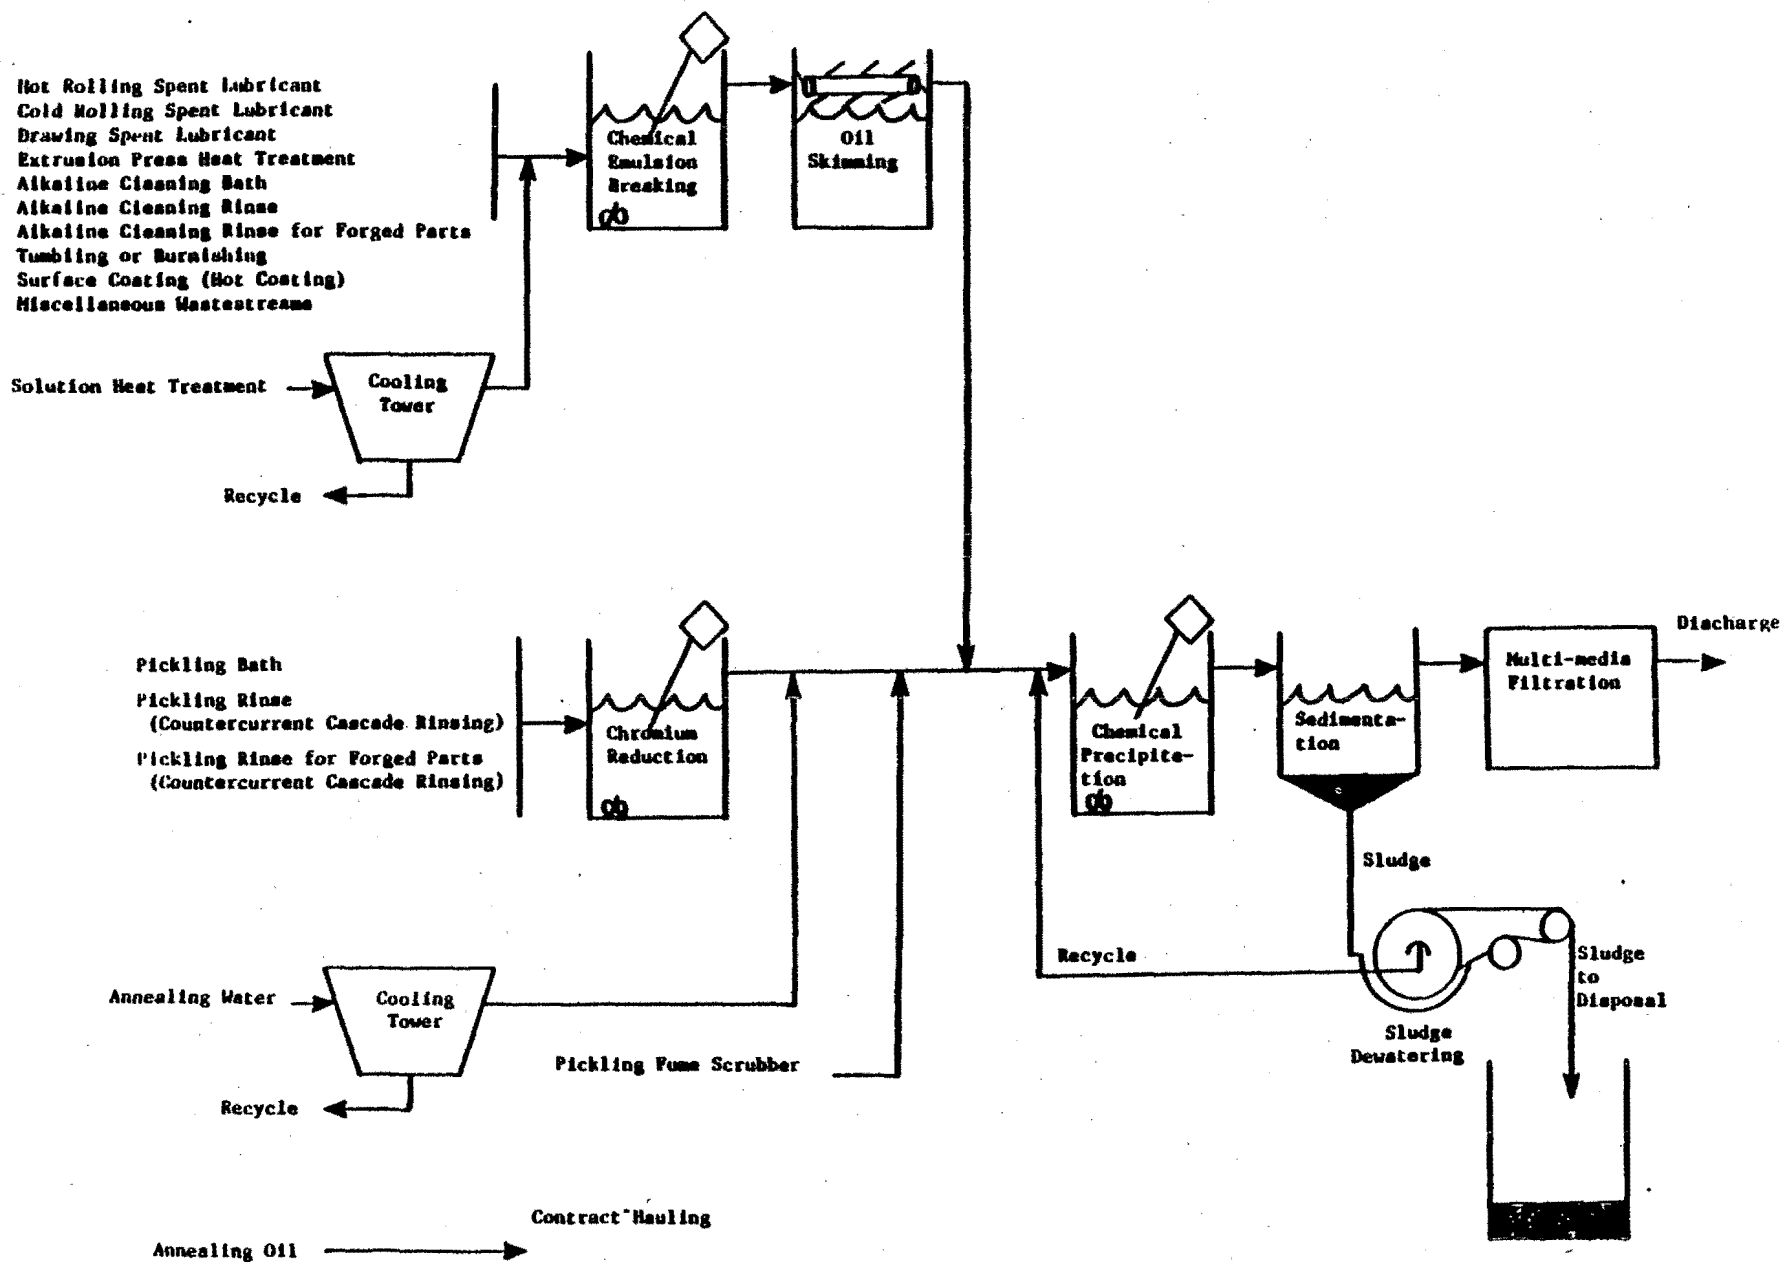 Hot Rolling Spent Lubricant
Cold Rolling Spent Lubricant
Drawing Spent Lubricant
Extrusion Press Heat Treatment
Alkaline Cleaning Bath
Alkaline Cleaning Rinse
Alkaline Cleaning Rinse for Forged Parts
Tumbling or Burnishing
Surface Coating (Hot Coating)
Miscellaneous Wastestreams
Chemical
Emulsion
Breaking
Oil
Skimming
Solution Heat Treatment
Cooling
Tower
Recycle
Pickling Bath
Pickling Rinse
(Countercurrent Cascade Rinsing)
Pickling Rinse for Forged Parts
(Countercurrent Cascade Rinsing)
Chromium
Reduction
Chemical
Precipita-
tion
Sedimenta-
tion
Multi-media
Filtration
Discharge
Sludge
Recycle
Sludge
to
Disposal
Sludge
Dewatering
Annealing Water
Cooling
Tower
Recycle
Pickling Fume Scrubber
Contract Hauling
Annealing Oil